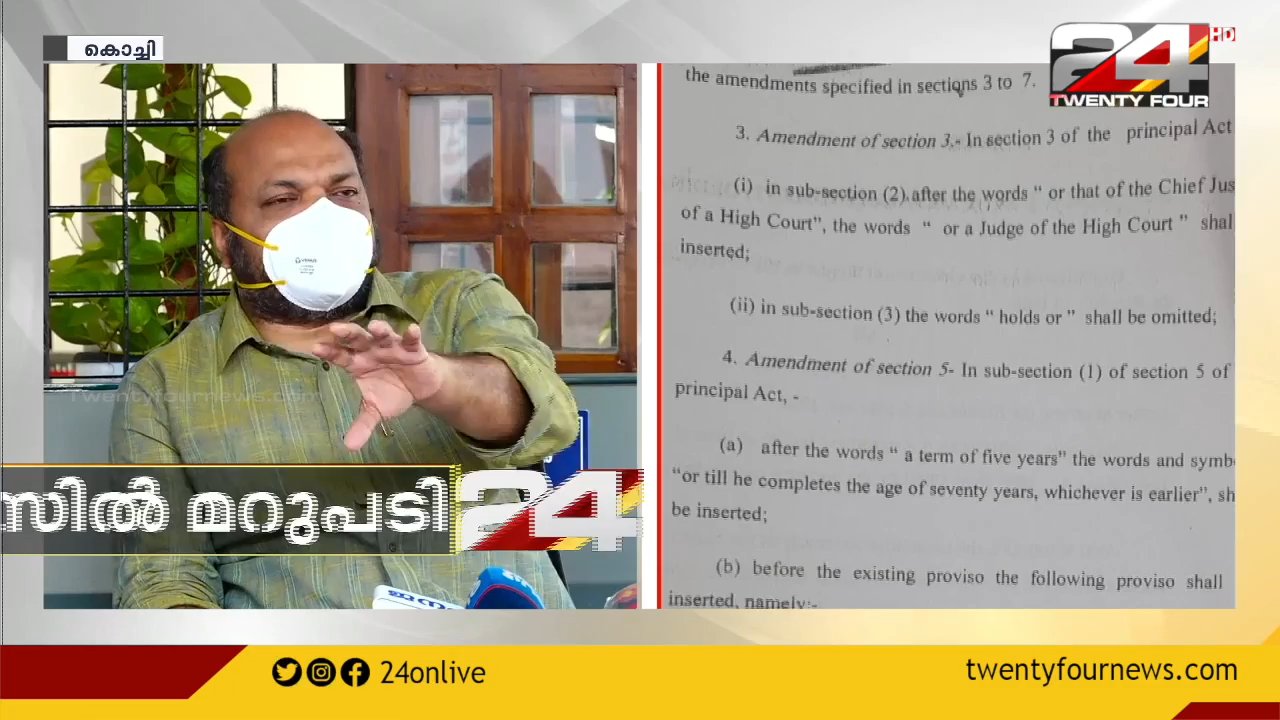 കൊച്ചി
24
HD
TWENTY FOUR
the amendments specified in sections 3 to 7.
3. Amendment of section 3.- In section 3 of the principal Act
(i) in sub-section (2). after the words “ or that of the Chief Jus
of a High Court”, the words “ or a Judge of the High Court ” shal
inserted;
(ii) in sub-section (3) the words “ holds or ” shall be omitted;
4. Amendment of section 5- In sub-section (1) of section 5 of
principal Act, -
(a) after the words “ a term of five years” the words and symb
“or till he completes the age of seventy years, whichever is earlier”, sh
be inserted;
(b) before the existing proviso the following proviso shall
inserted, namely:-
Twentyfournews.com
സിൽ മറുപടി
24
24onlive
twentyfournews.com